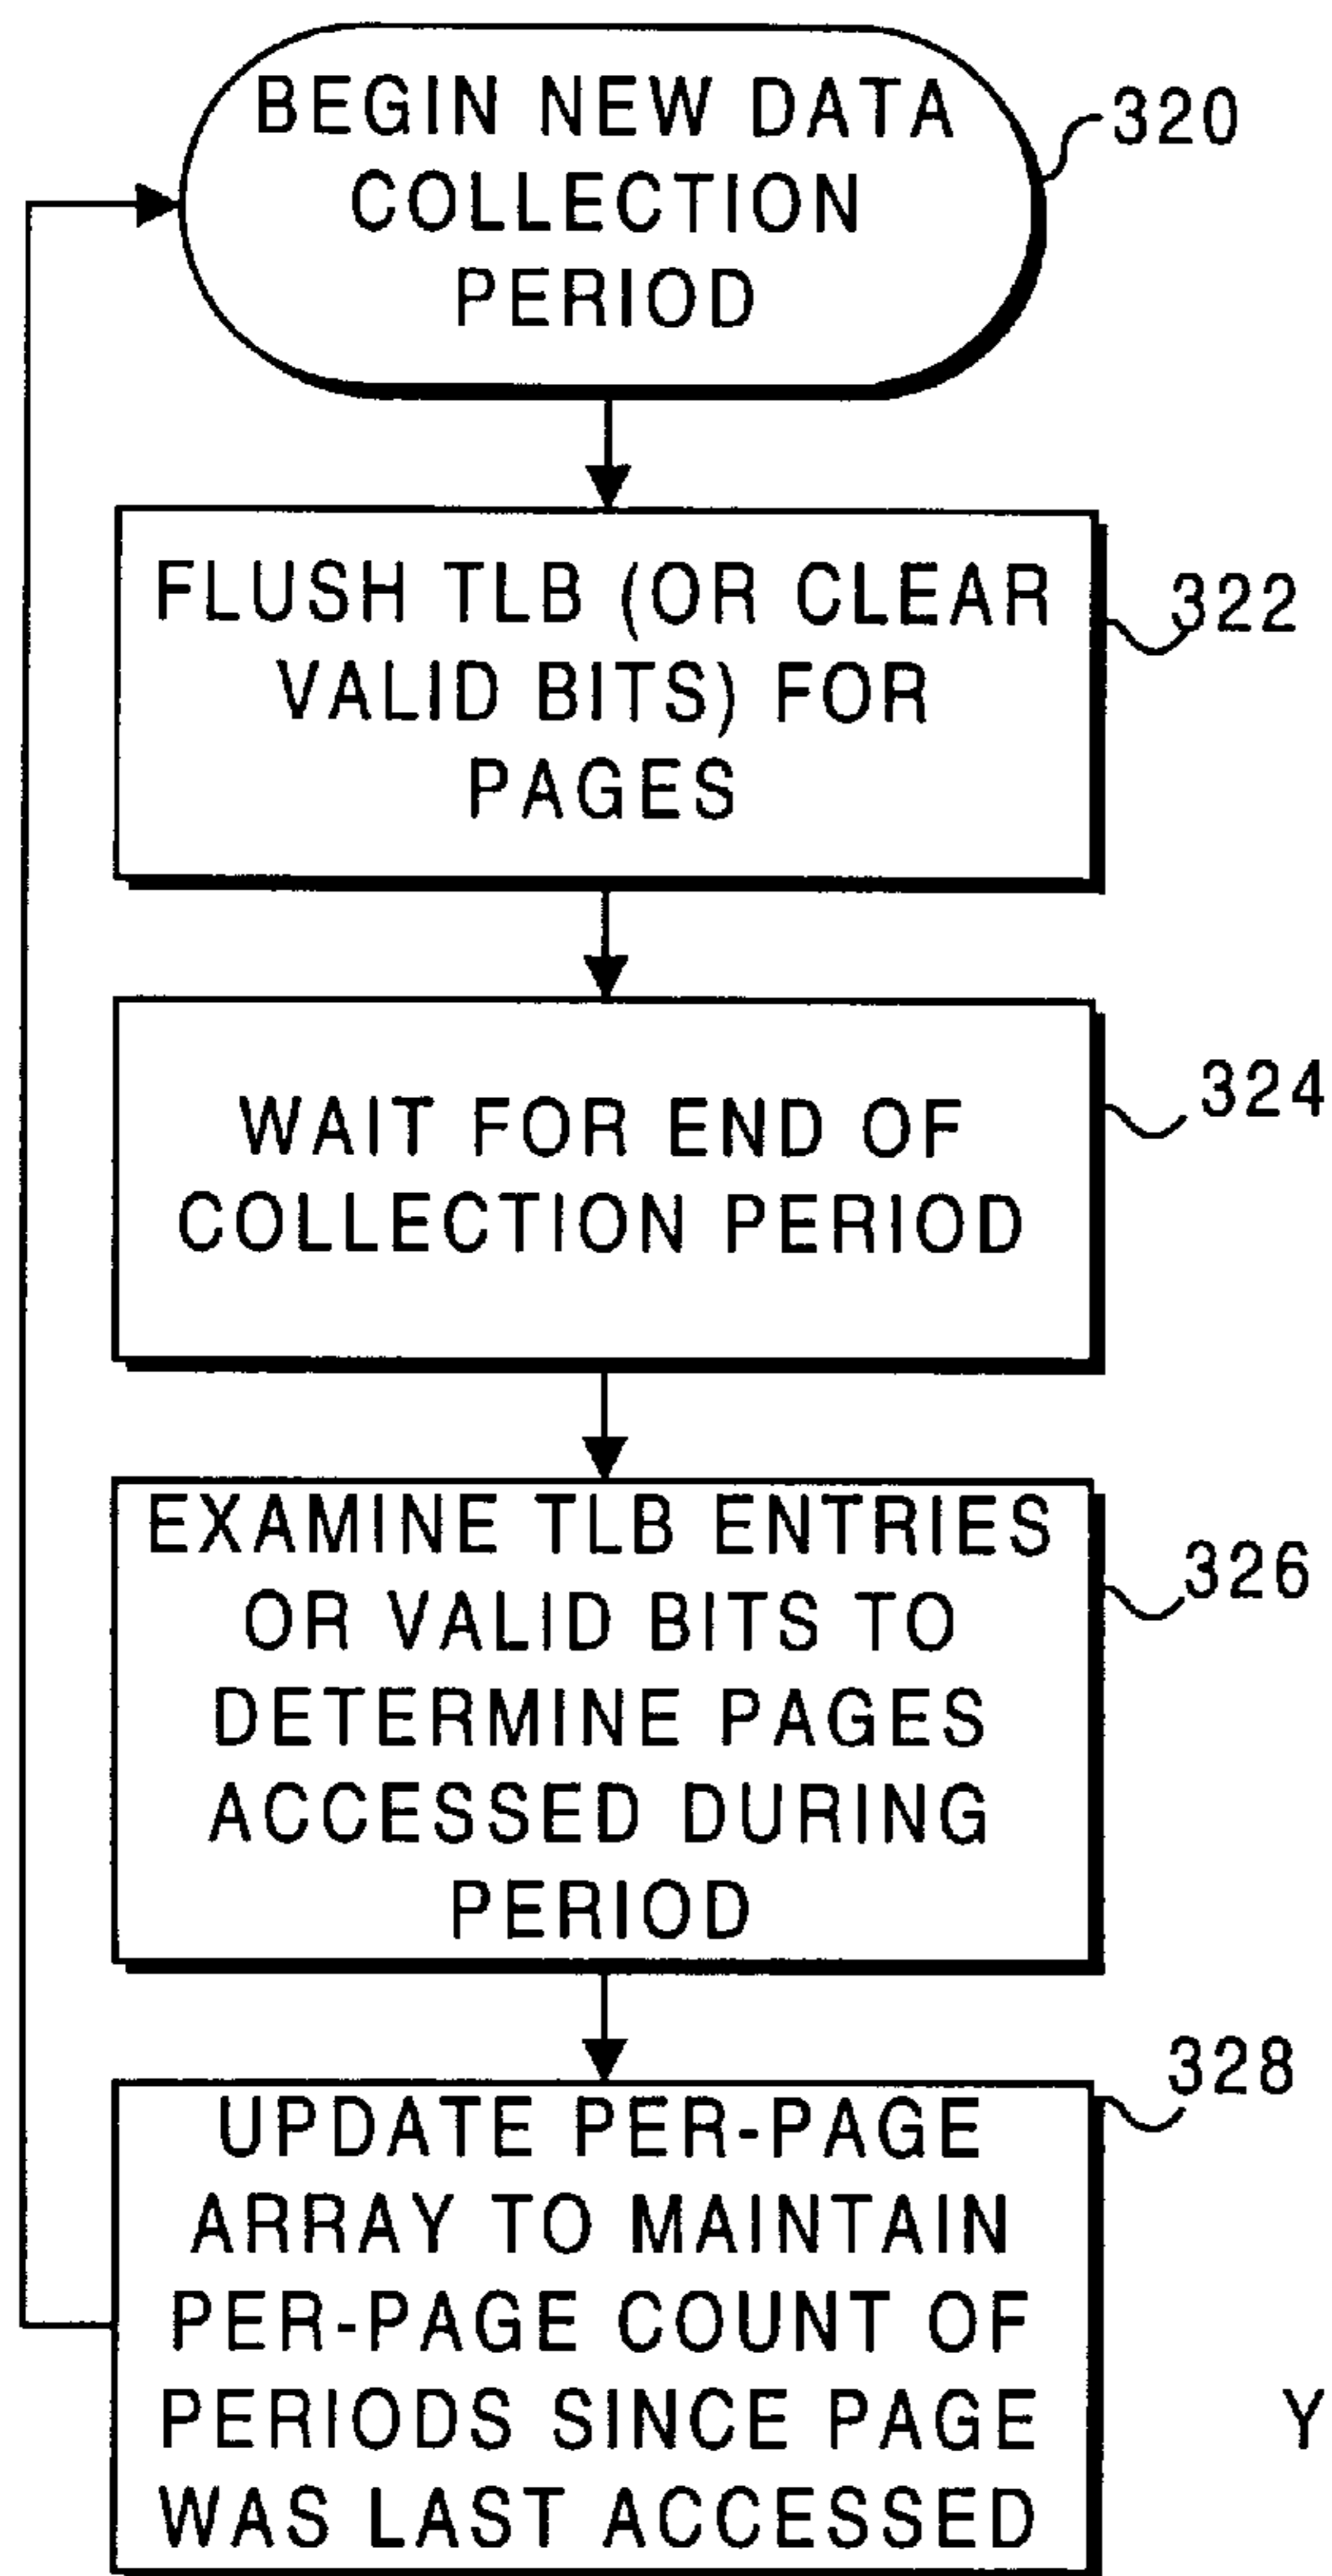 BEGIN NEW DATA
COLLECTION
PERIOD
320
FLUSH TLB (OR CLEAR
VALID BITS) FOR
PAGES
322
WAIT FOR END OF
COLLECTION PERIOD
324
EXAMINE TLB ENTRIES
OR VALID BITS TO
DETERMINE PAGES
ACCESSED DURING
PERIOD
326
UPDATE PER-PAGE
ARRAY TO MAINTAIN
PER-PAGE COUNT OF
PERIODS SINCE PAGE
WAS LAST ACCESSED
328
Y